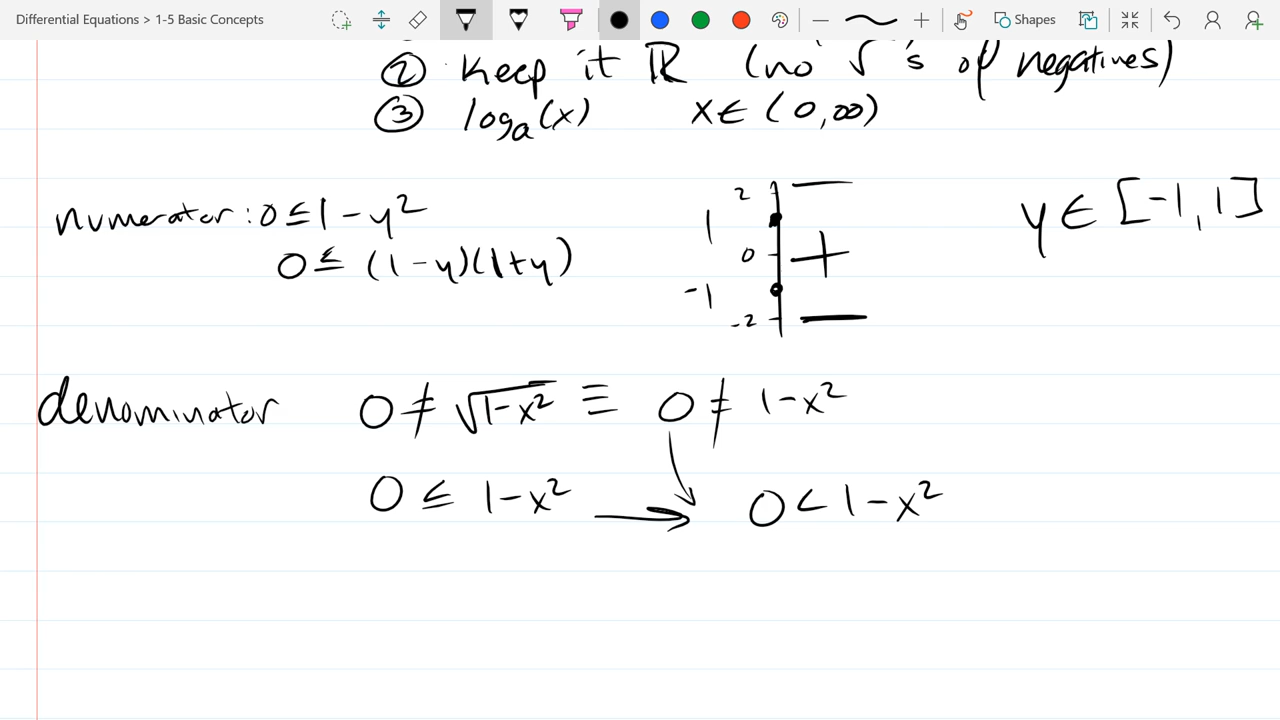 Differential Equations > 1-5 Basic Concepts
Shapes
② Keep it ℝ (no √'s of negatives)
③ logₐ(x) x∈(0,∞)
numerator: 0≤1-y²
0≤(1-y)(1+y)
2
1
0
-1
-2
+
y∈[-1,1]
denominator 0≠√(1-x²) ≡ 0≠1-x²
0≤1-x² → 0<1-x²